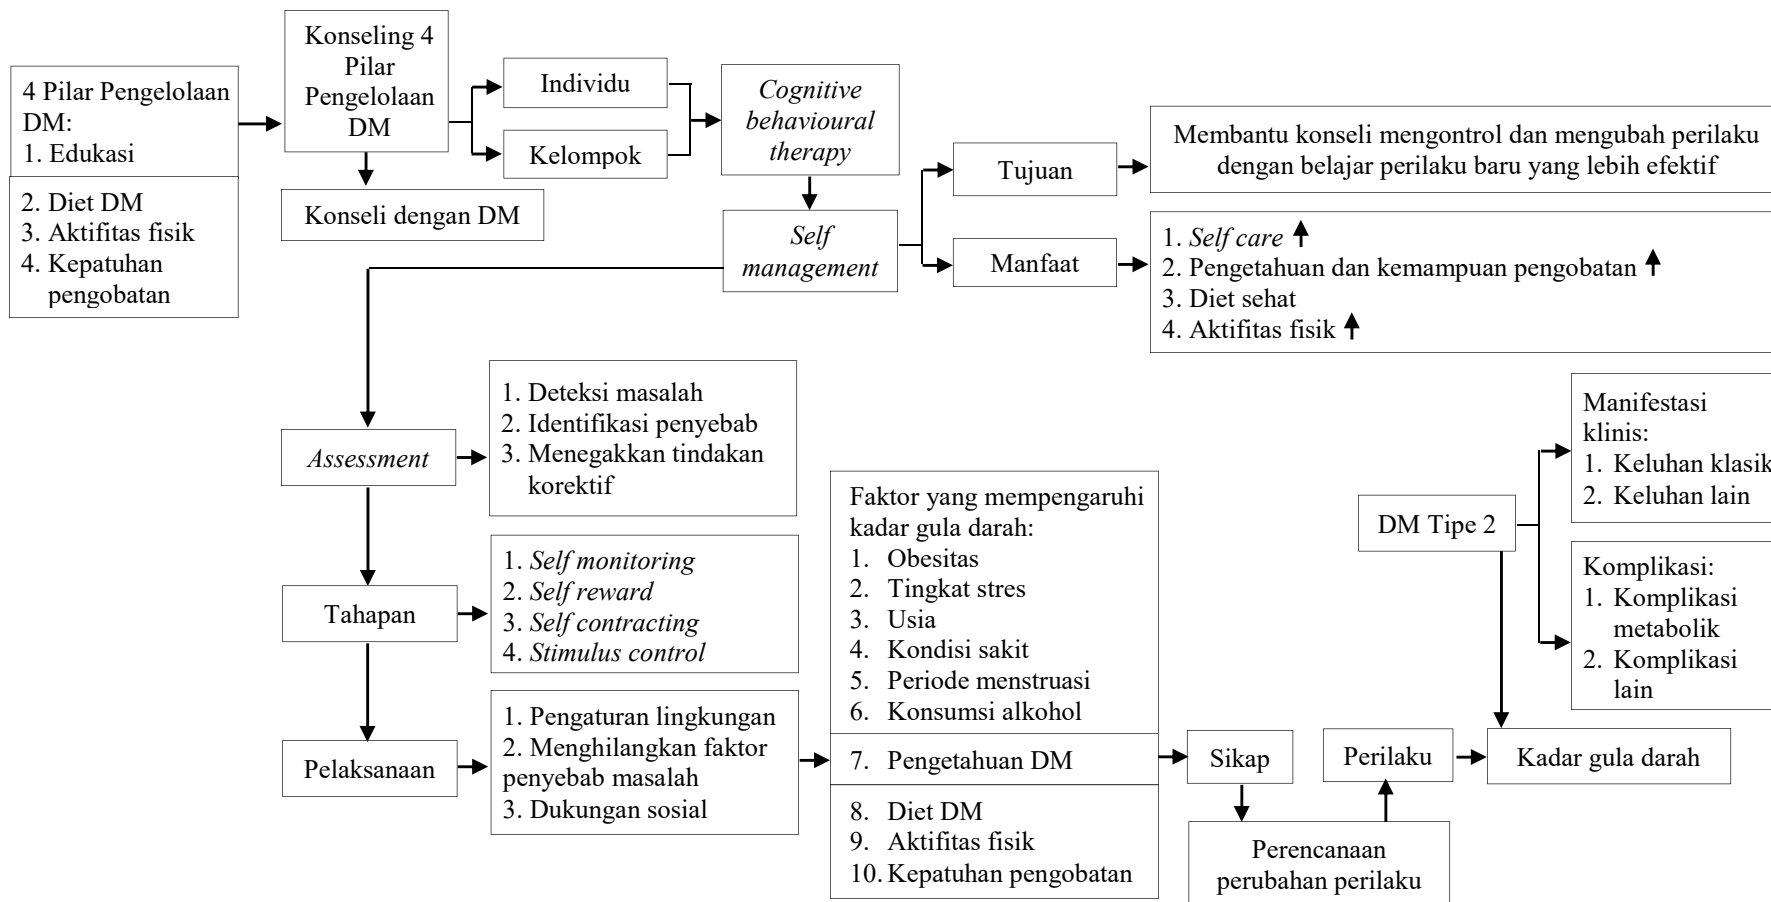 4 Pilar Pengelolaan
DM:
1. Edukasi
2. Diet DM
3. Aktifitas fisik
4. Kepatuhan
pengobatan
Konseling 4
Pilar
Pengelolaan
DM
Konseli dengan DM
Individu
Kelompok
Cognitive
behavioural
therapy
Self
management
Tujuan
Manfaat
Membantu konseli mengontrol dan mengubah perilaku
dengan belajar perilaku baru yang lebih efektif
1. Self care ↑
2. Pengetahuan dan kemampuan pengobatan ↑
3. Diet sehat
4. Aktifitas fisik ↑
Assessment
1. Deteksi masalah
2. Identifikasi penyebab
3. Menegakkan tindakan
korektif
Tahapan
1. Self monitoring
2. Self reward
3. Self contracting
4. Stimulus control
Pelaksanaan
1. Pengaturan lingkungan
2. Menghilangkan faktor
penyebab masalah
3. Dukungan sosial
Faktor yang mempengaruhi
kadar gula darah:
1. Obesitas
2. Tingkat stres
3. Usia
4. Kondisi sakit
5. Periode menstruasi
6. Konsumsi alkohol
7. Pengetahuan DM
8. Diet DM
9. Aktifitas fisik
10. Kepatuhan pengobatan
Sikap
Perencanaan
perubahan perilaku
Perilaku
Kadar gula darah
DM Tipe 2
Manifestasi
klinis:
1. Keluhan klasik
2. Keluhan lain
Komplikasi:
1. Komplikasi
metabolik
2. Komplikasi
lain